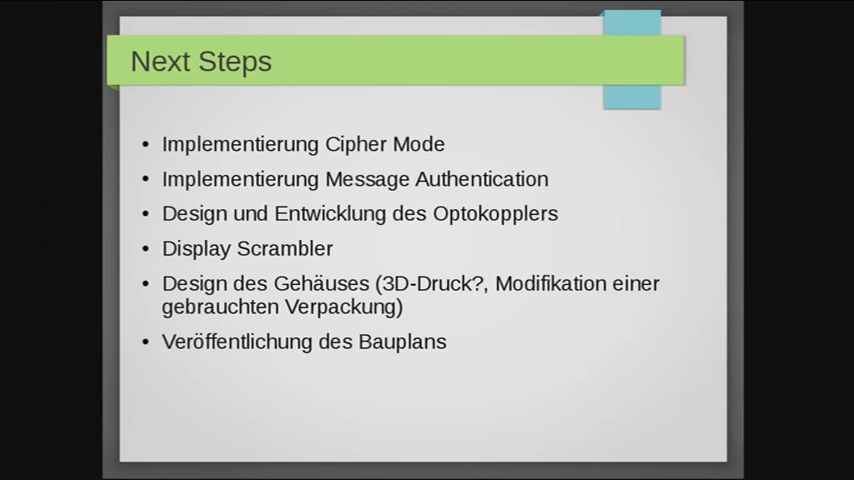 Next Steps
• Implementierung Cipher Mode
• Implementierung Message Authentication
• Design und Entwicklung des Optokopplers
• Display Scrambler
• Design des Gehäuses (3D-Druck?, Modifikation einer
gebrauchten Verpackung)
• Veröffentlichung des Bauplans